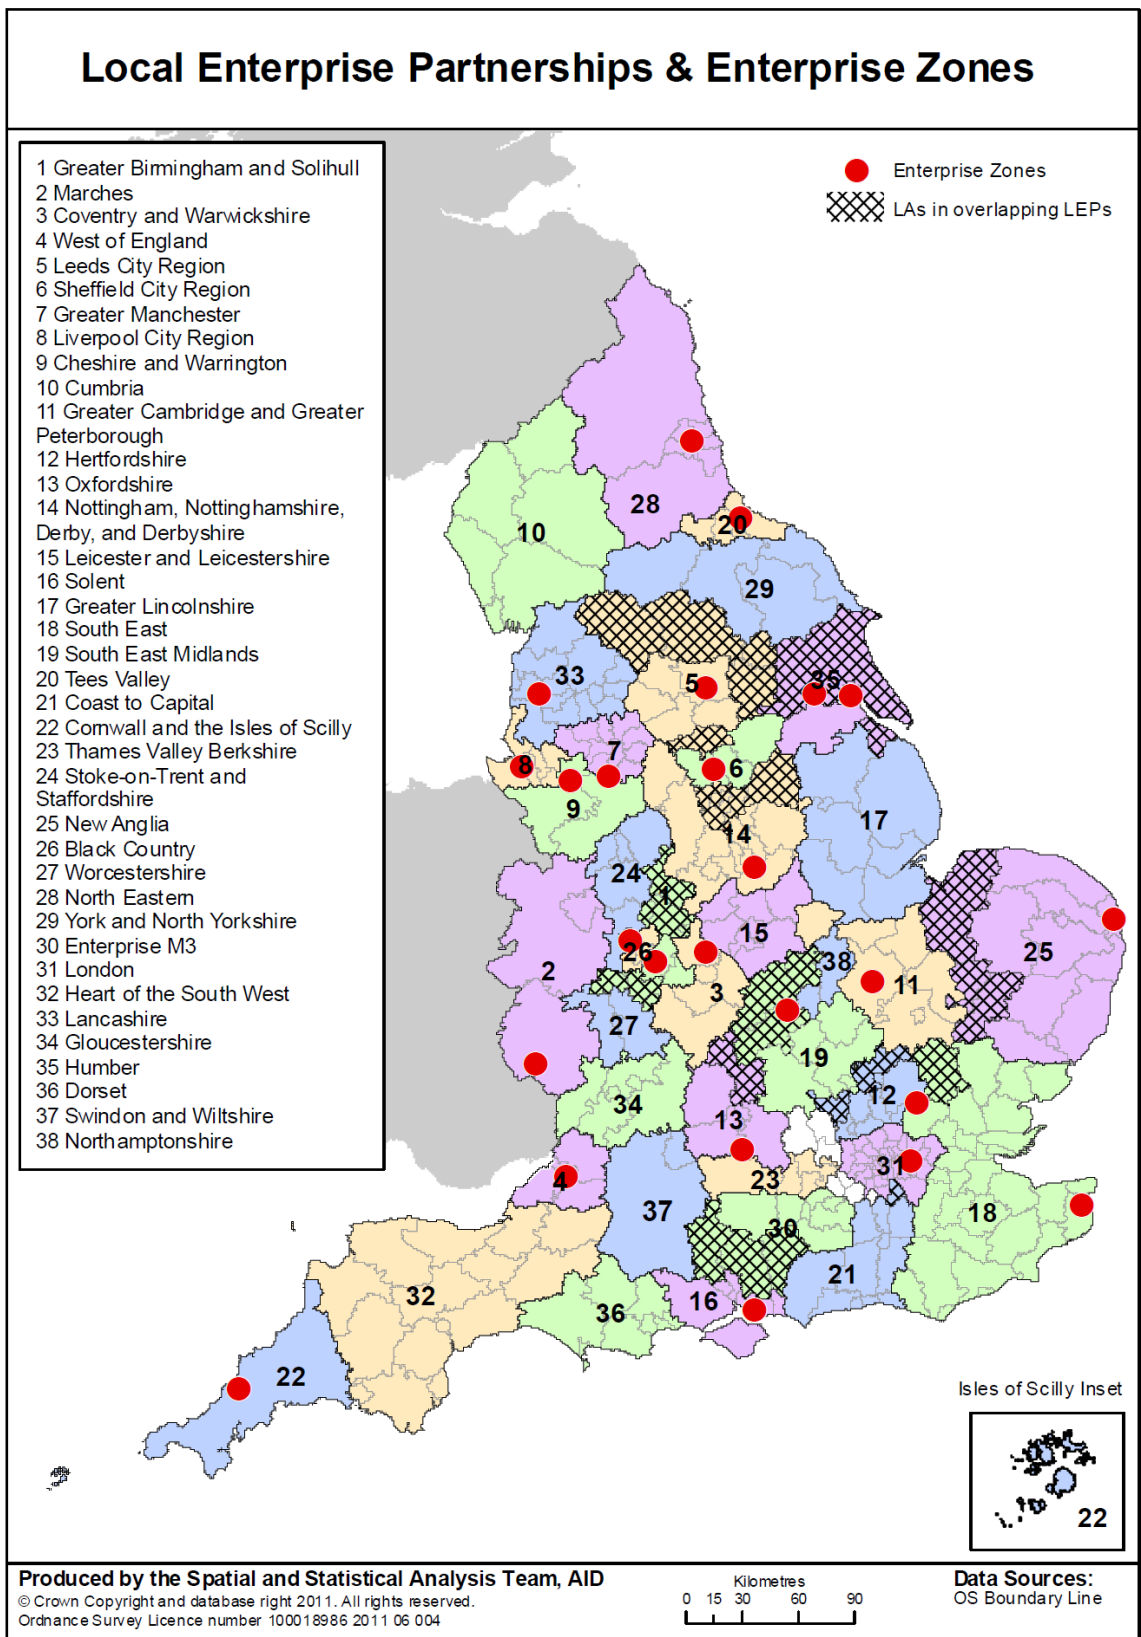 Local Enterprise Partnerships & Enterprise Zones
1 Greater Birmingham and Solihull
2 Marches
3 Coventry and Warwickshire
4 West of England
5 Leeds City Region
6 Sheffield City Region
7 Greater Manchester
8 Liverpool City Region
9 Cheshire and Warrington
10 Cumbria
11 Greater Cambridge and Greater
Peterborough
12 Hertfordshire
13 Oxfordshire
14 Nottingham, Nottinghamshire,
Derby, and Derbyshire
15 Leicester and Leicestershire
16 Solent
17 Greater Lincolnshire
18 South East
19 South East Midlands
20 Tees Valley
21 Coast to Capital
22 Cornwall and the Isles of Scilly
23 Thames Valley Berkshire
24 Stoke-on-Trent and
Staffordshire
25 New Anglia
26 Black Country
27 Worcestershire
28 North Eastern
29 York and North Yorkshire
30 Enterprise M3
31 London
32 Heart of the South West
33 Lancashire
34 Gloucestershire
35 Humber
36 Dorset
37 Swindon and Wiltshire
38 Northamptonshire
Enterprise Zones
LAs in overlapping LEPs
28
20
10
29
33
5
35
7
8
6
9
17
14
24
1
15
25
26
38
2
3
11
27
19
12
34
13
31
4
23
37
18
30
21
32
16
36
22
Isles of Scilly Inset
22
Produced by the Spatial and Statistical Analysis Team, AID
© Crown Copyright and database right 2011. All rights reserved.
Ordnance Survey Licence number 100018986 2011 06 004
Kilometres
0 15 30 60 90
Data Sources:
OS Boundary Line